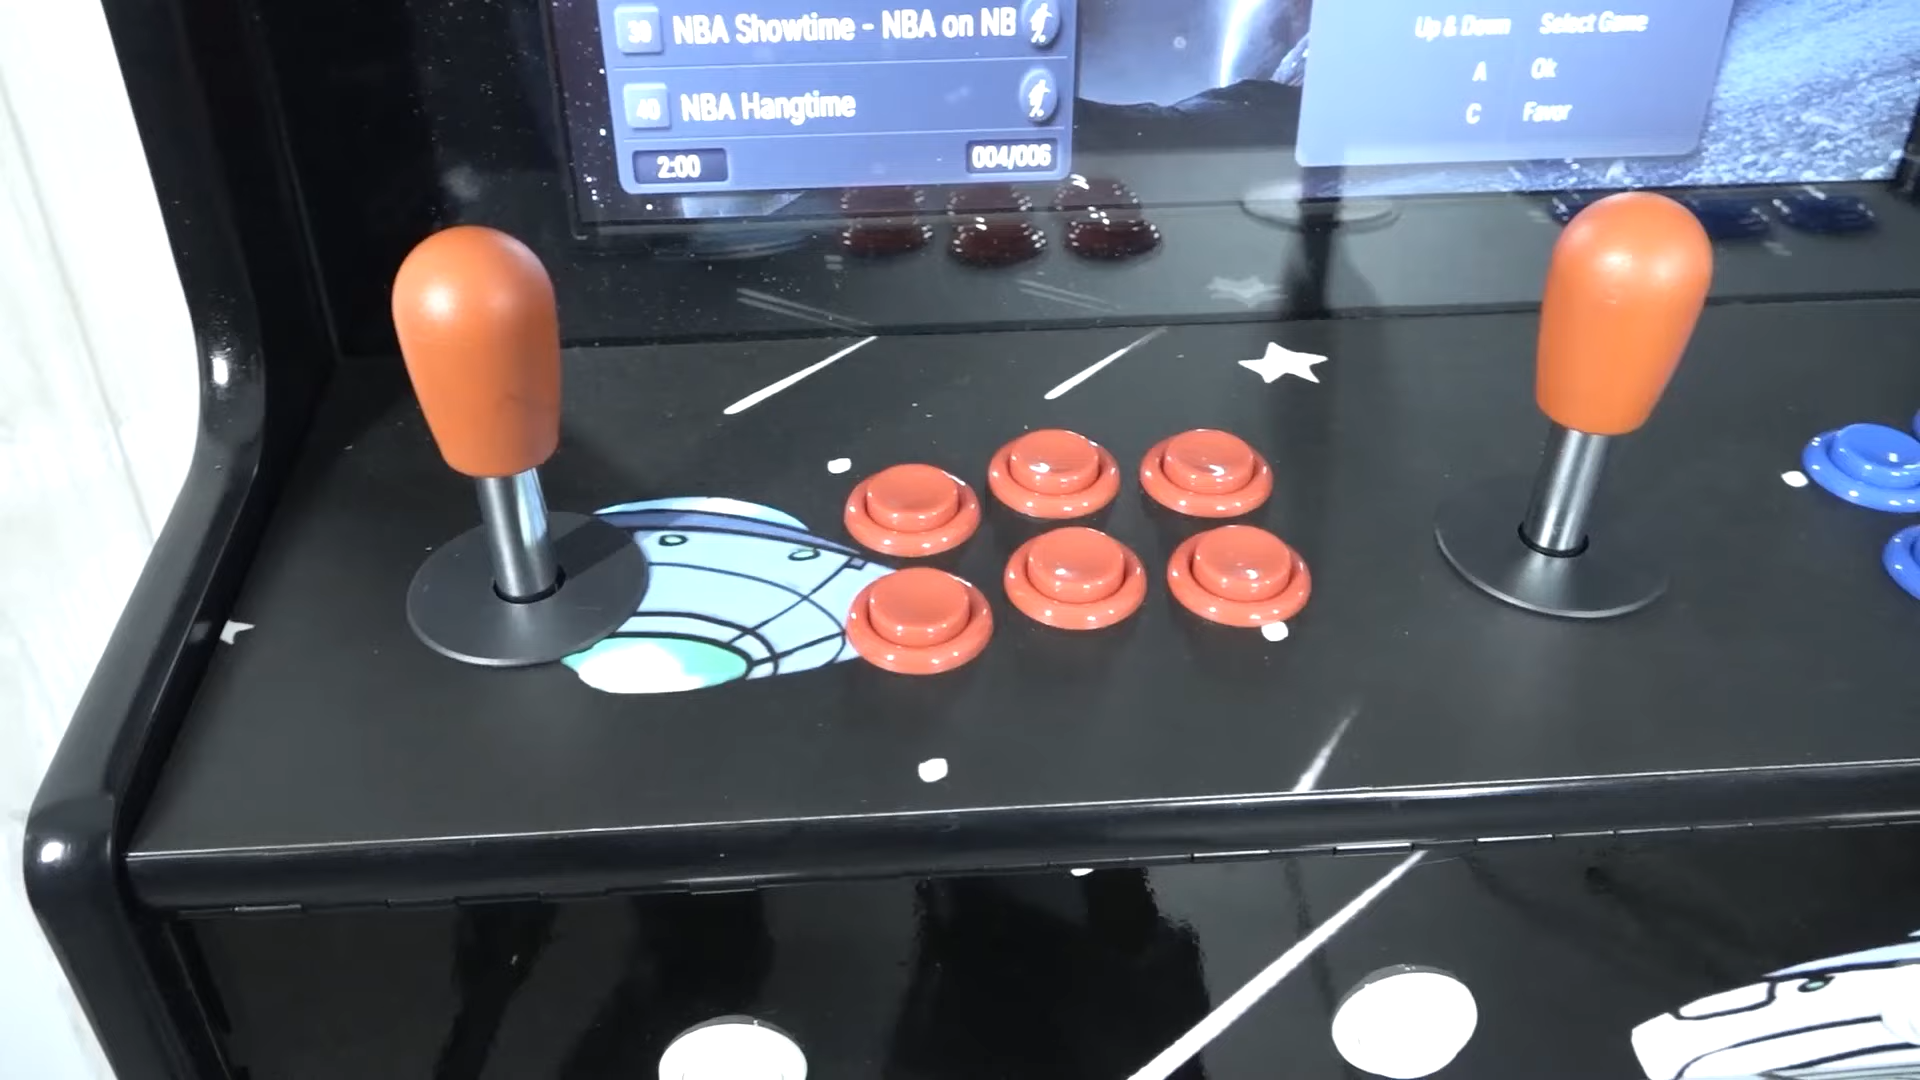 30 NBA Showtime - NBA on NB
40 NBA Hangtime
2:00 004/006
Up & Down Select Game
A Ok
C Favor